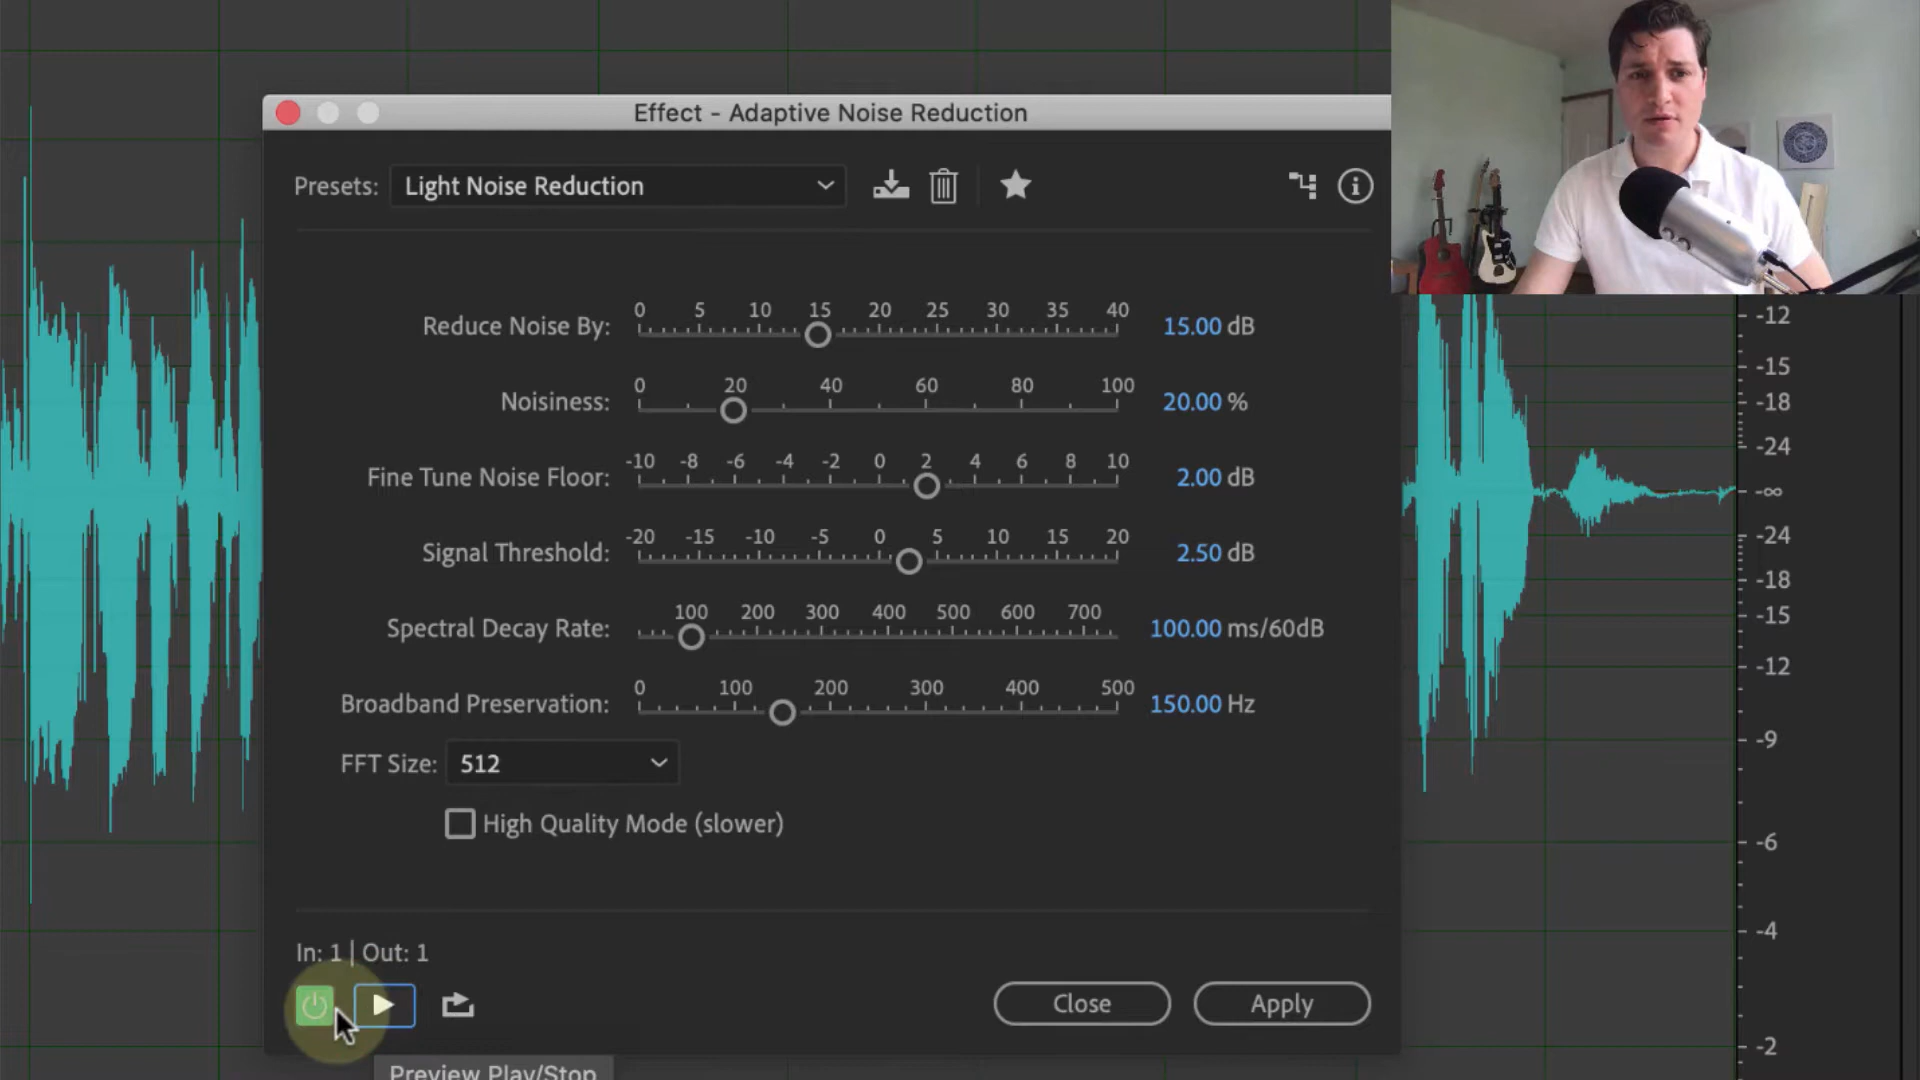 Effect - Adaptive Noise Reduction
Presets: Light Noise Reduction
0 5 10 15 20 25 30 35 40
Reduce Noise By: 15.00 dB
0 20 40 60 80 100
Noisiness: 20.00 %
-10 -8 -6 -4 -2 0 2 4 6 8 10
Fine Tune Noise Floor: 2.00 dB
-20 -15 -10 -5 0 5 10 15 20
Signal Threshold: 2.50 dB
100 200 300 400 500 600 700
Spectral Decay Rate: 100.00 ms/60dB
0 100 200 300 400 500
Broadband Preservation: 150.00 Hz
FFT Size: 512
High Quality Mode (slower)
In: 1 | Out: 1
Close Apply
Preview Play/Stop
-12
-15
-18
-24
-∞
-24
-18
-15
-12
-9
-6
-4
-2